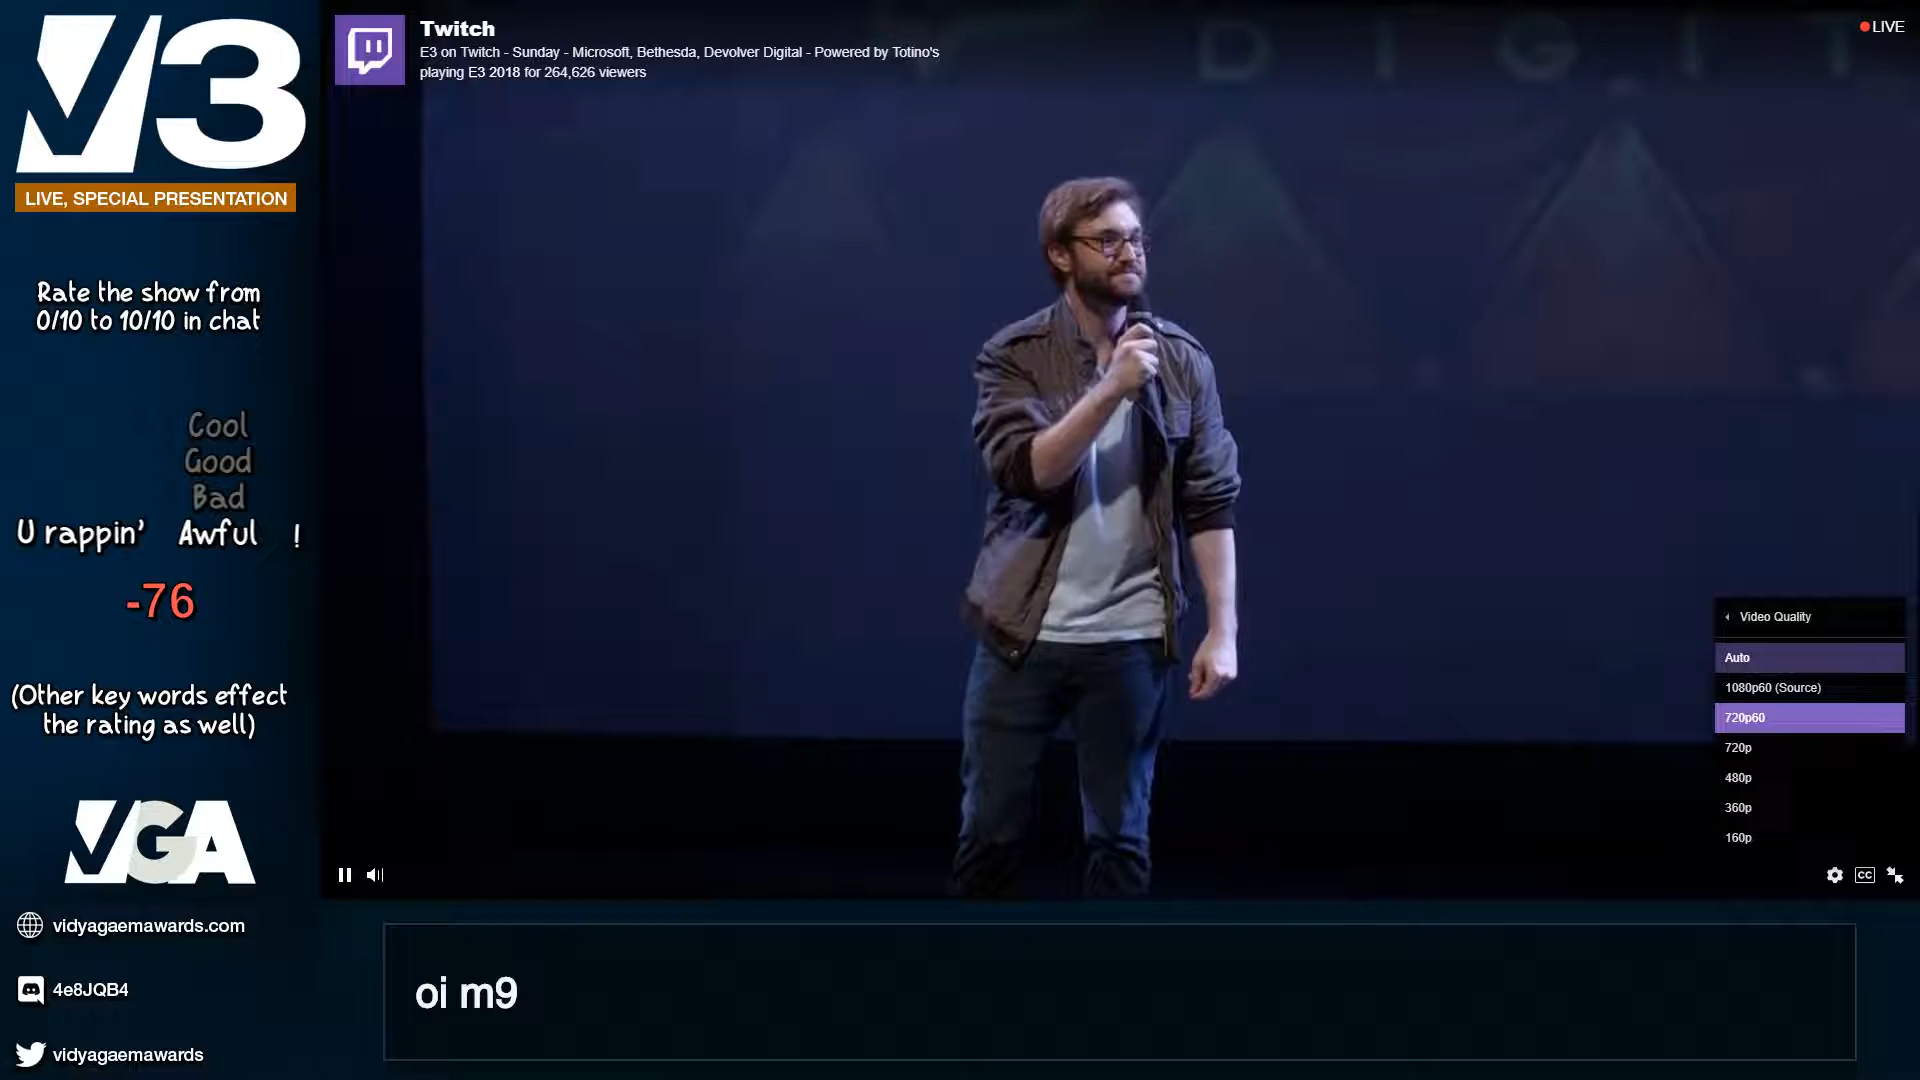 V3
LIVE, SPECIAL PRESENTATION
Rate the show from
0/10 to 10/10 in chat
Cool
Good
Bad
U rappin' Awful !
-76
(Other key words effect
the rating as well)
VGA
vidyagaemawards.com
4e8JQB4
vidyagaemawards
Twitch
E3 on Twitch - Sunday - Microsoft, Bethesda, Devolver Digital - Powered by Totino's
playing E3 2018 for 264,626 viewers
LIVE
D I G I T
Video Quality
Auto
1080p60 (Source)
720p60
720p
480p
360p
160p
CC
oi m9